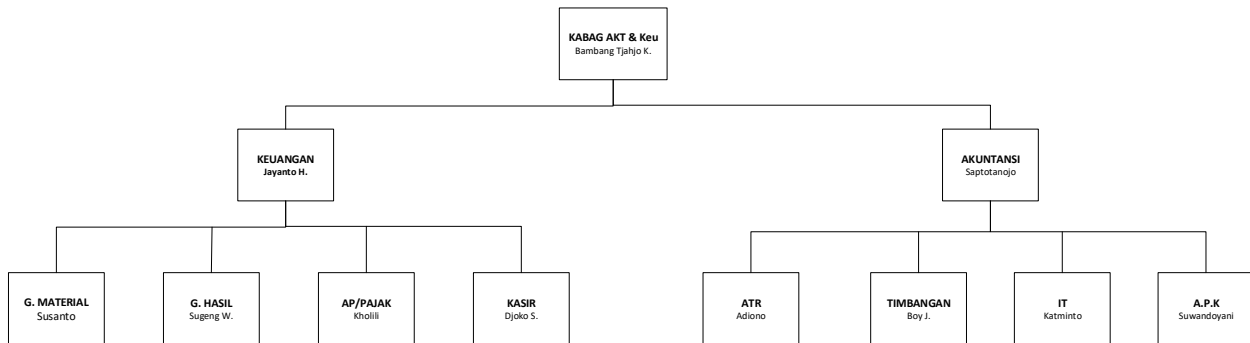 KABAG AKT & Keu
Bambang Tjahjo K.
KEUANGAN
Jayanto H.
AKUNTANSI
Saptotanojo
G. MATERIAL
Susanto
G. HASIL
Sugeng W.
AP/PAJAK
Kholili
KASIR
Djoko S.
ATR
Adiono
TIMBANGAN
Boy J.
IT
Katminto
A.P.K
Suwandoyani